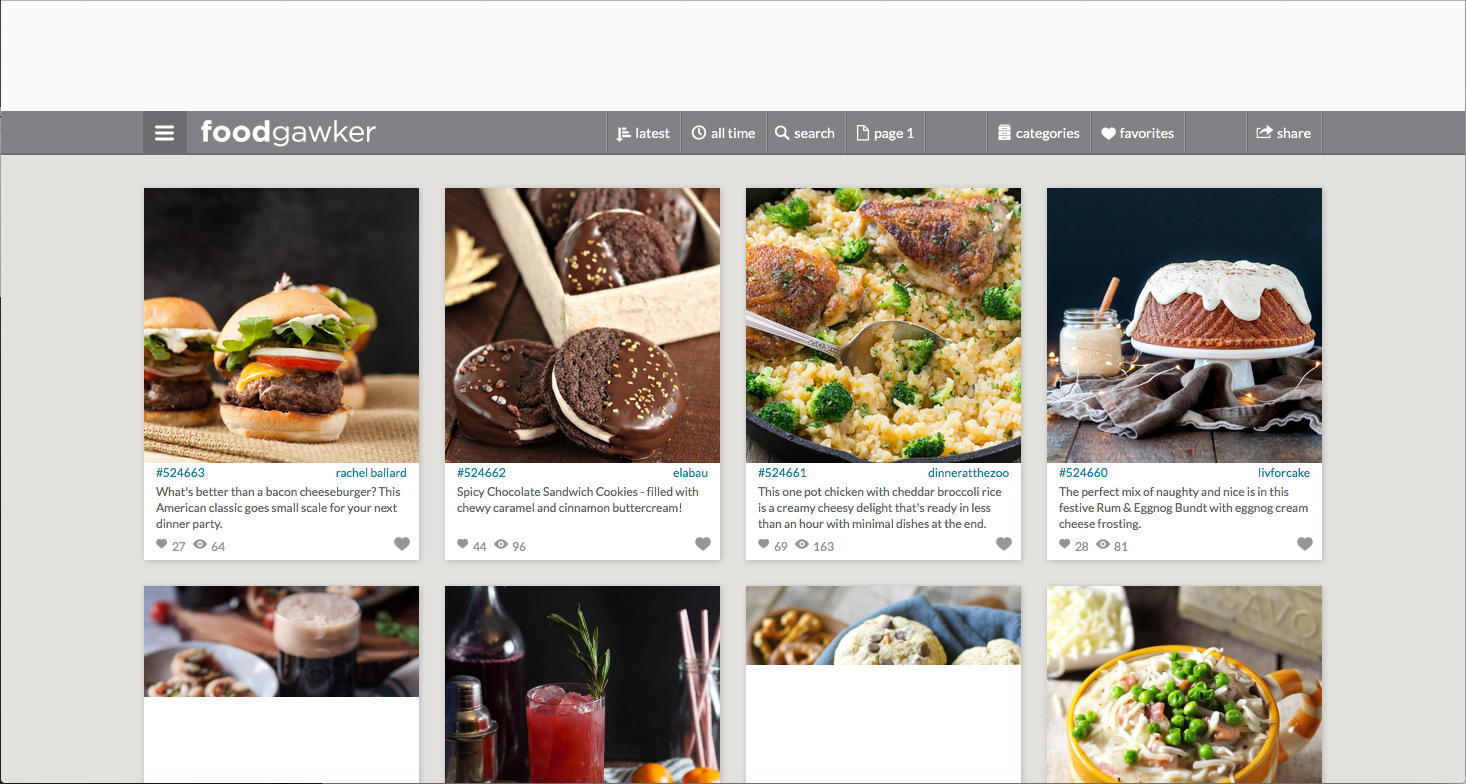 foodgawker
latest
all time
search
page 1
categories
favorites
share
#524663 rachel ballard
What's better than a bacon cheeseburger? This
American classic goes small scale for your next
dinner party.
27 64
#524662 elabau
Spicy Chocolate Sandwich Cookies - filled with
chewy caramel and cinnamon buttercream!
44 96
#524661 dinneratthezoo
This one pot chicken with cheddar broccoli rice
is a creamy cheesy delight that's ready in less
than an hour with minimal dishes at the end.
69 163
#524660 livforcake
The perfect mix of naughty and nice is in this
festive Rum & Eggnog Bundt with eggnog cream
cheese frosting.
28 81